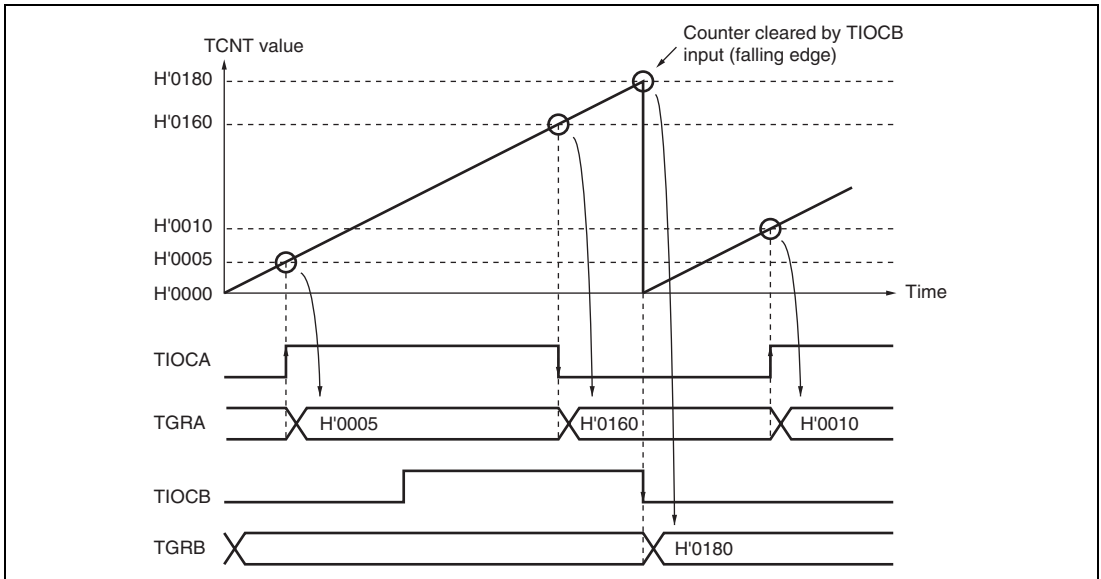 Counter cleared by TIOCB
input (falling edge)
TCNT value
H'0180
H'0160
H'0010
H'0005
H'0000
Time
TIOCA
TGRA
H'0005
H'0160
H'0010
TIOCB
TGRB
H'0180